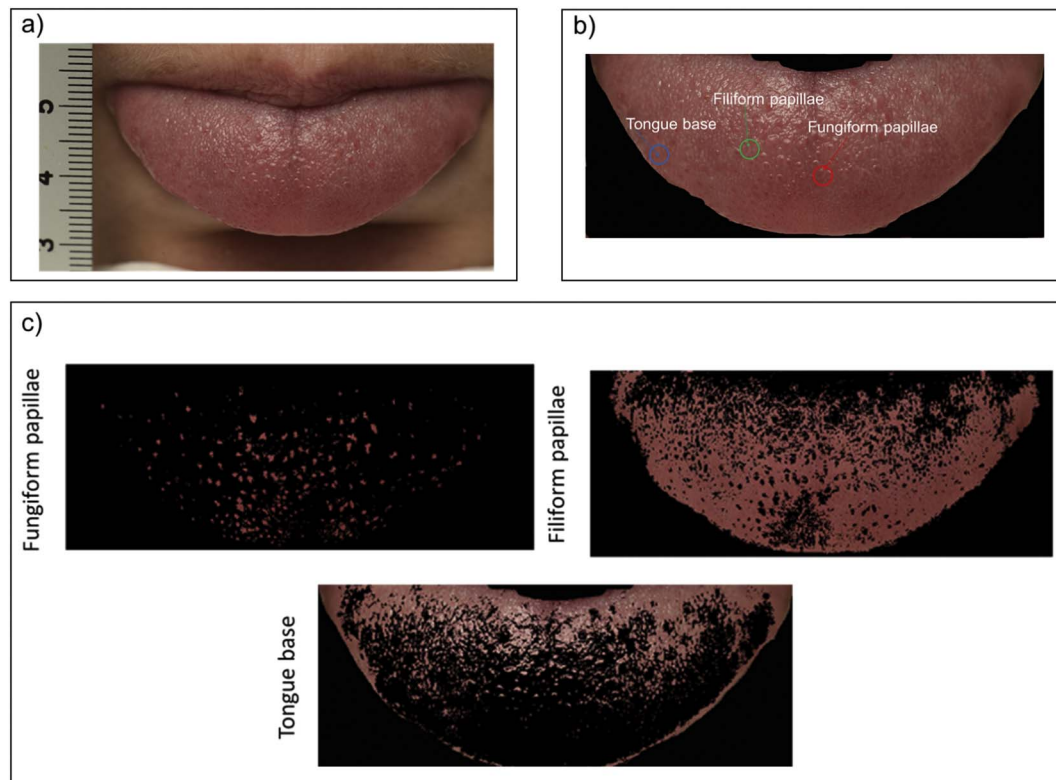 a)
5
4
3
b)
Filiform papillae
Tongue base
Fungiform papillae
c)
Fungiform papillae
Filiform papillae
Tongue base